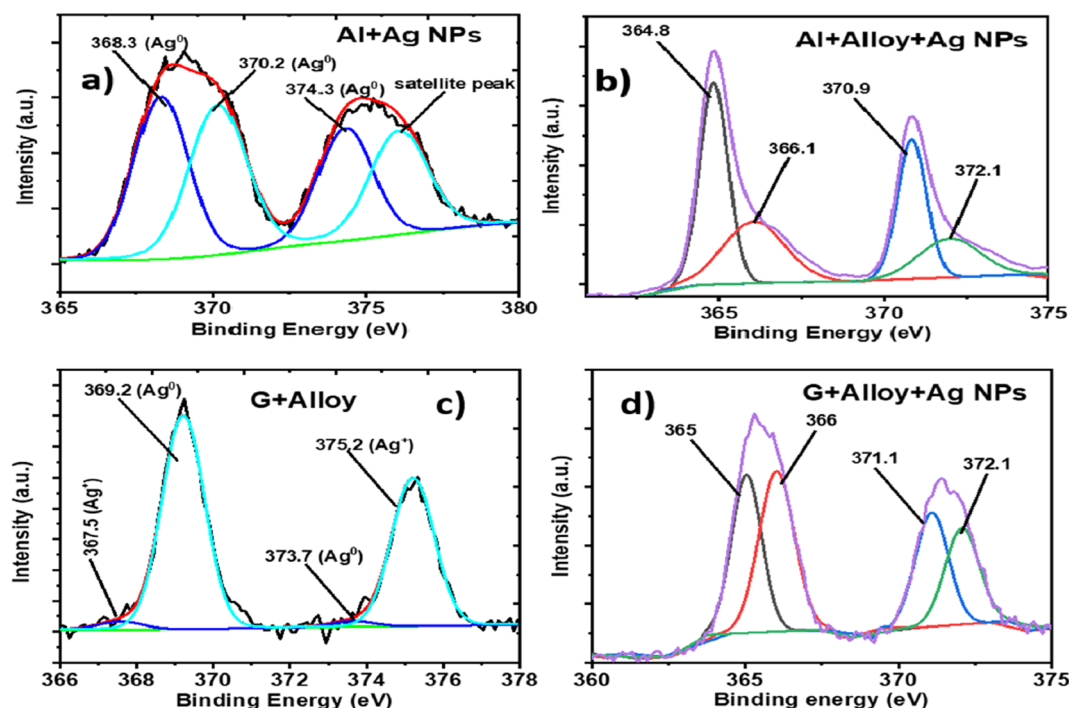 Al+Ag NPs
a)
368.3 (Ag⁰)
370.2 (Ag⁰)
374.3 (Ag⁰)
satellite peak
Intensity (a.u.)
365 370 375 380
Binding Energy (eV)
Al+Alloy+Ag NPs
b)
364.8
366.1
370.9
372.1
Intensity (a.u.)
365 370 375
Binding Energy (eV)
G+Alloy
c)
369.2 (Ag⁰)
367.5 (Ag⁺)
375.2 (Ag⁺)
373.7 (Ag⁰)
Intensity (a.u.)
366 368 370 372 374 376 378
Binding Energy (eV)
G+Alloy+Ag NPs
d)
365
366
371.1
372.1
Intensity (a.u.)
360 365 370 375
Binding energy (eV)